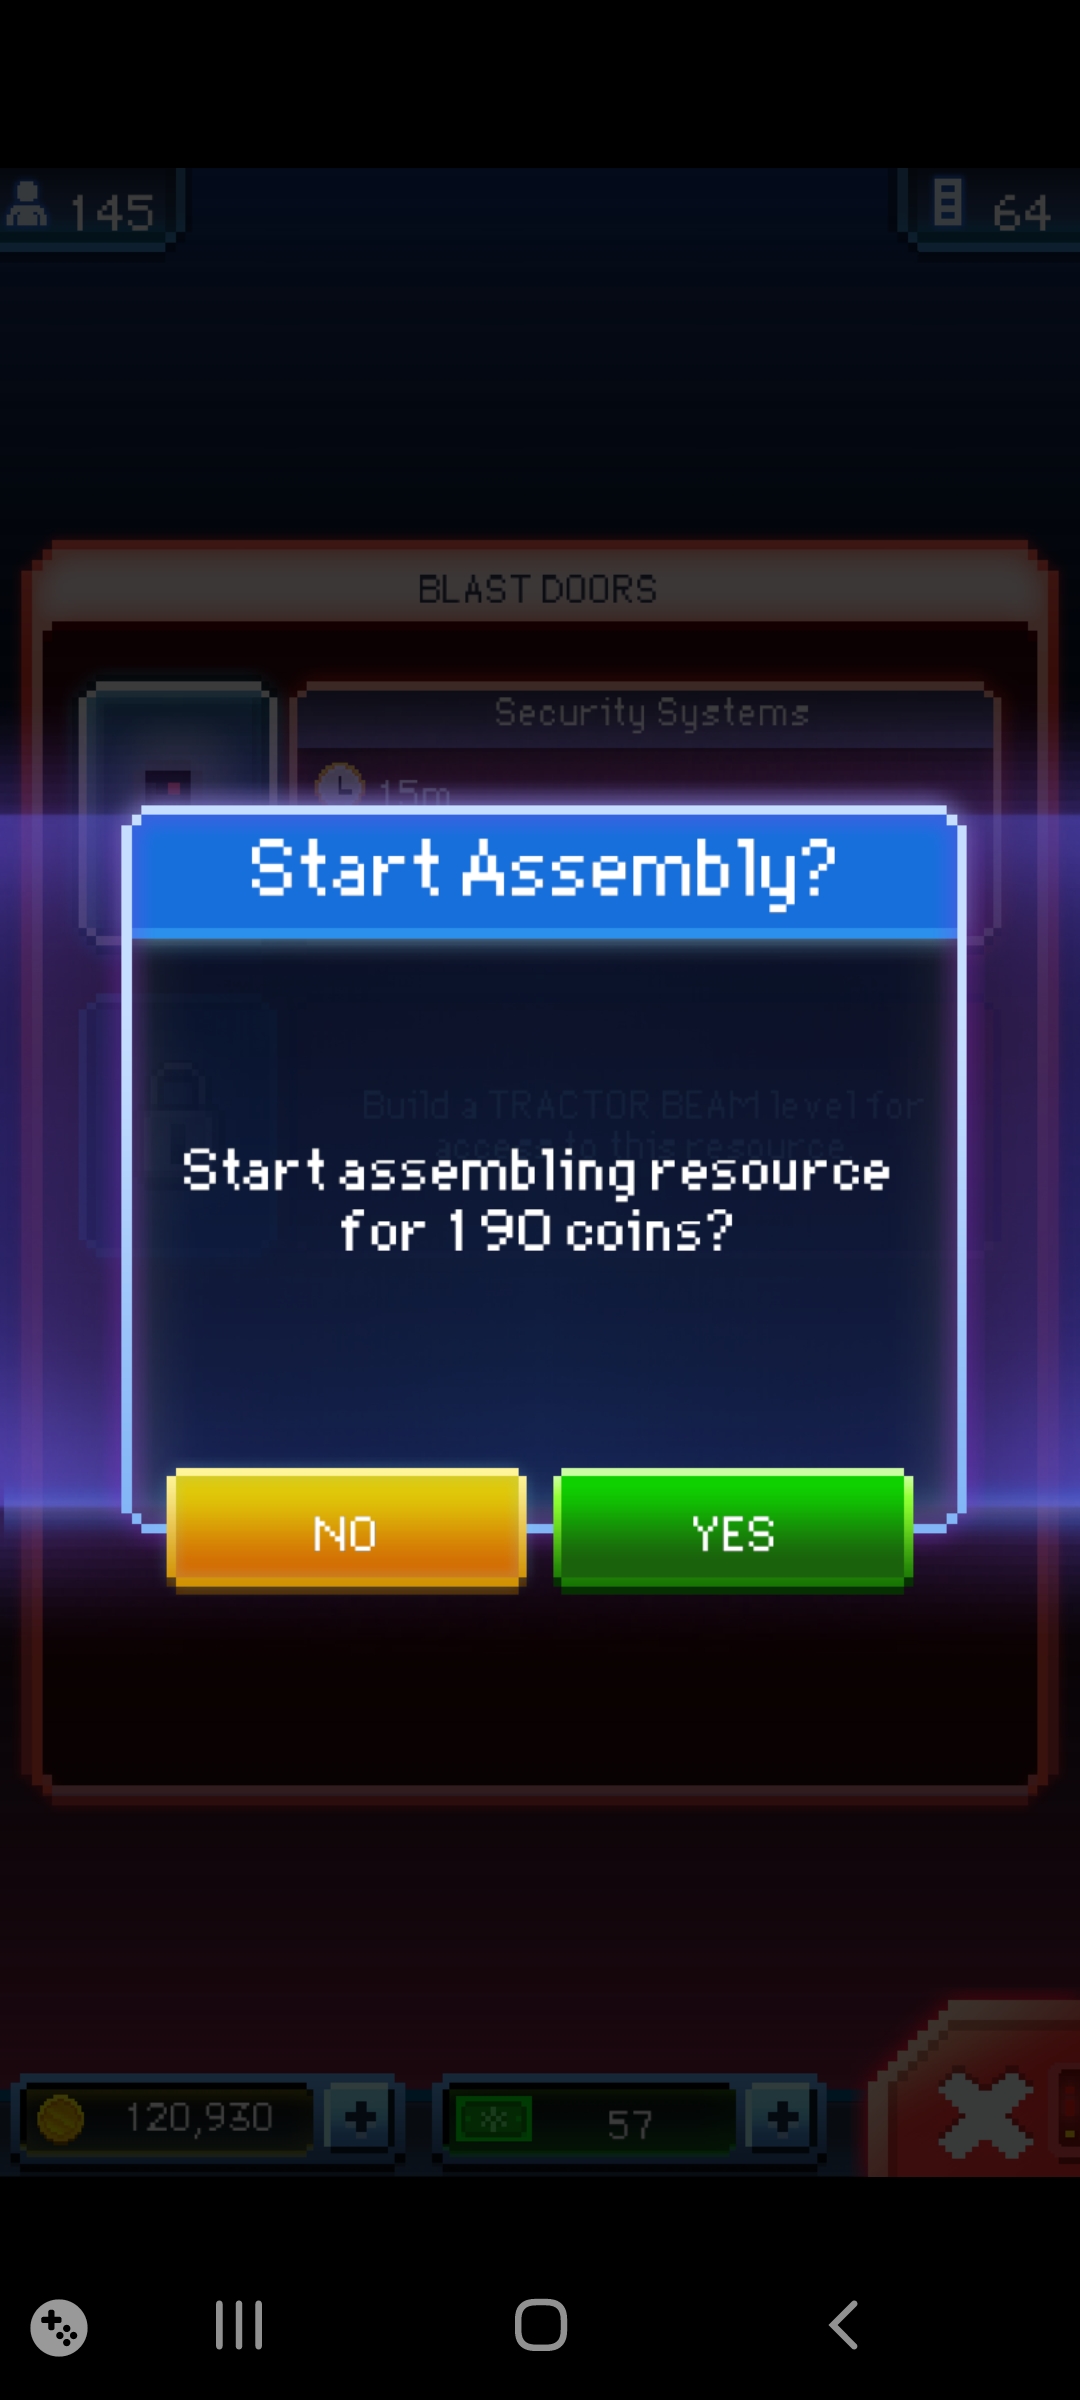 145
64
BLAST DOORS
Security Systems
15m
Start Assembly?
Build a TRACTOR BEAM level for
access to this resource
Start assembling resource
for 190 coins?
NO
YES
120,930
57